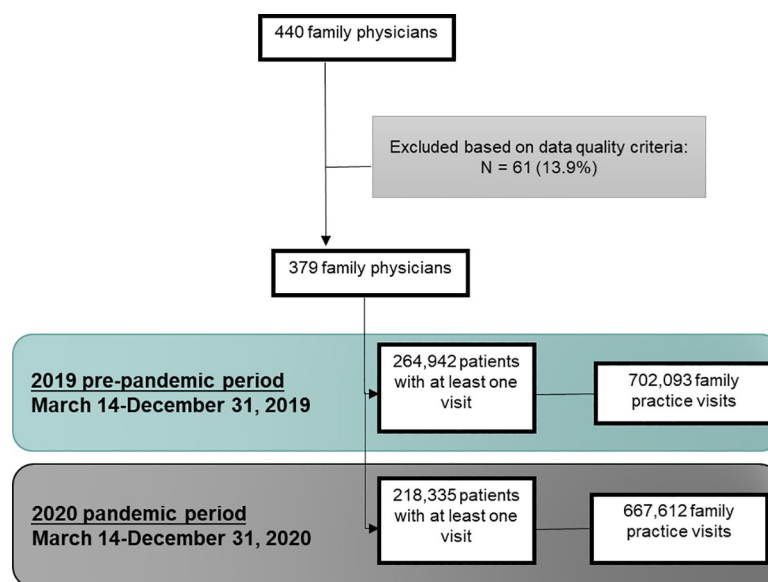 440 family physicians
Excluded based on data quality criteria:
N = 61 (13.9%)
379 family physicians
2019 pre-pandemic period
March 14-December 31, 2019
264,942 patients
with at least one
visit
702,093 family
practice visits
2020 pandemic period
March 14-December 31, 2020
218,335 patients
with at least one
visit
667,612 family
practice visits